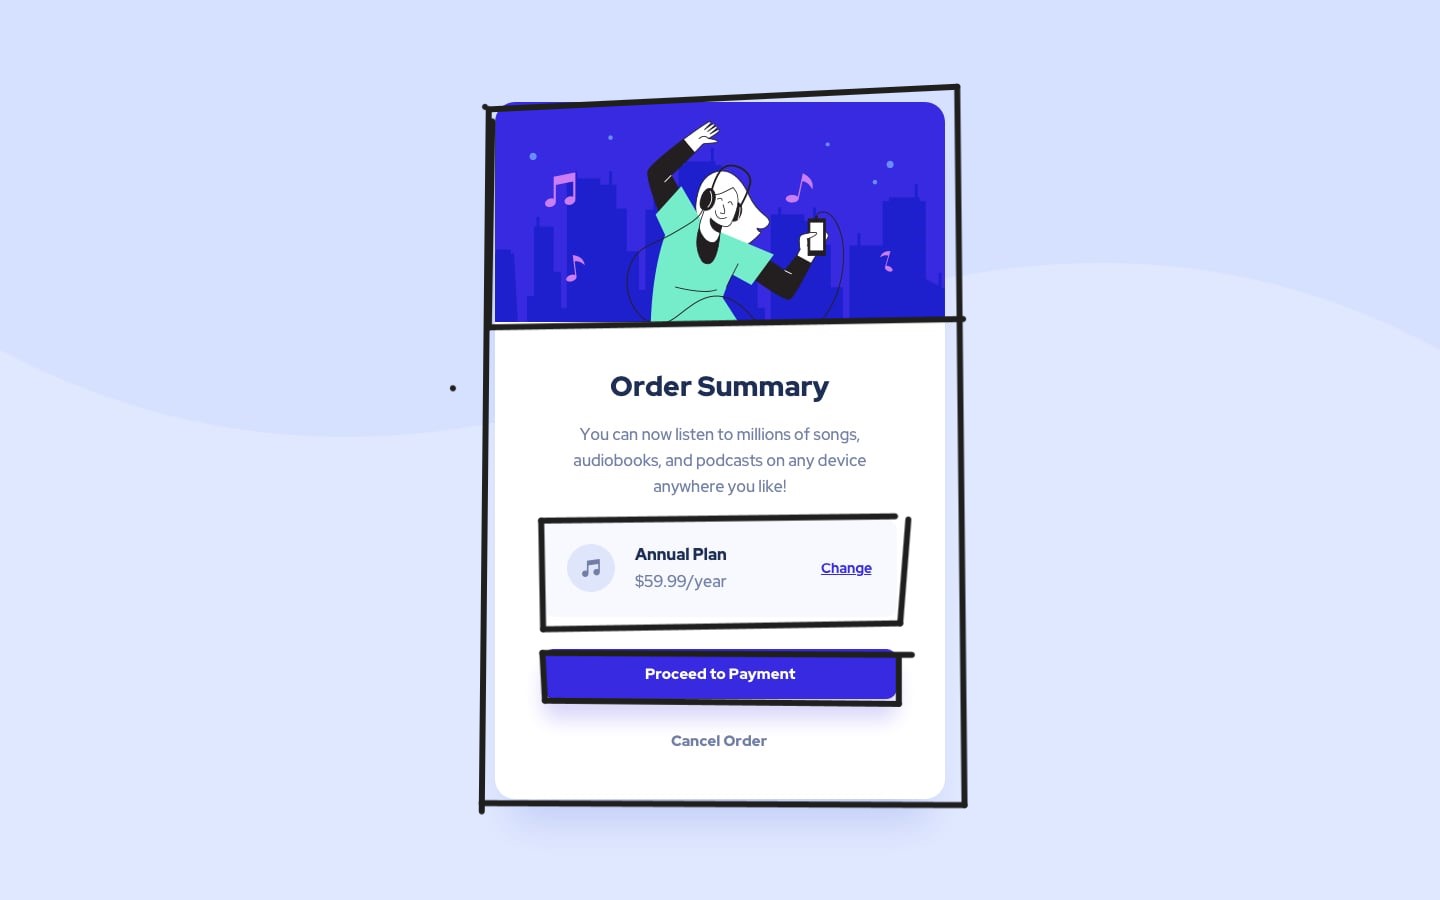 Order Summary
You can now listen to millions of songs,
audiobooks, and podcasts on any device
anywhere you like!
Annual Plan
$59.99/year
Change
Proceed to Payment
Cancel Order